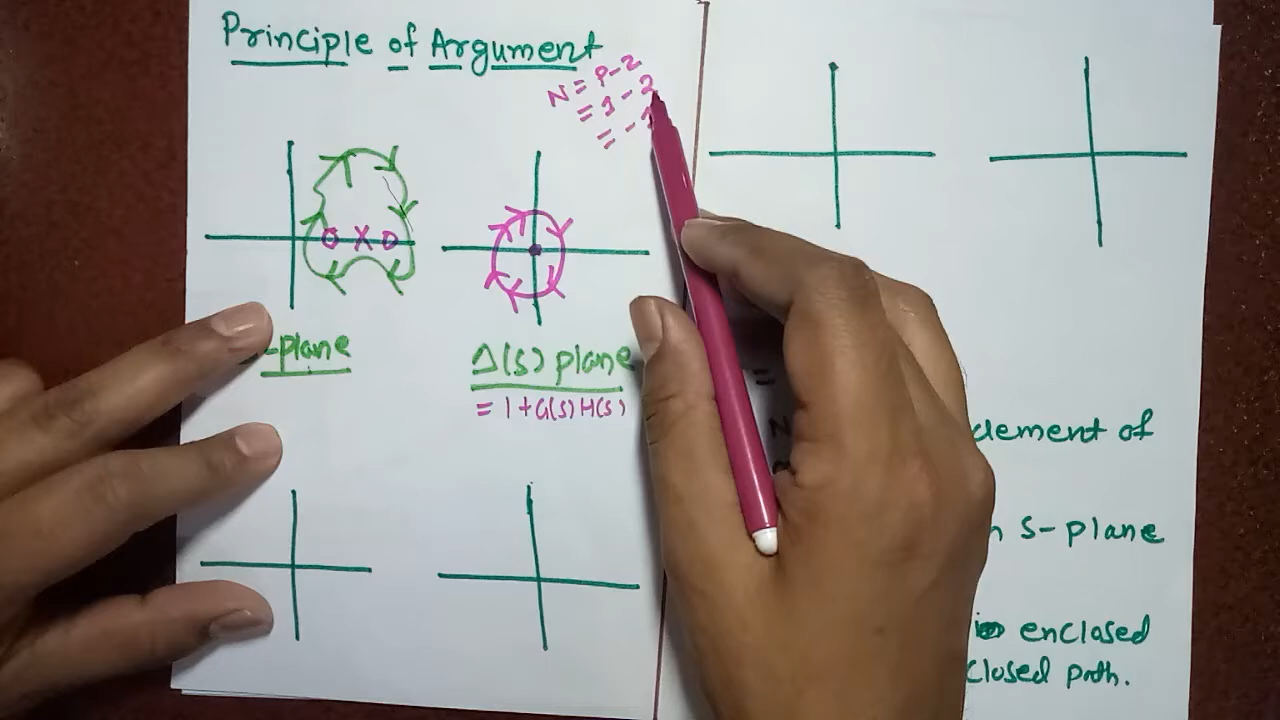 Principle of Argument
N = P - Z
= 1 - 2
= -
-plane
Δ(s) plane
= 1 + G(s) H(s)
=
N
element of
n S-plane
enclosed
closed path.